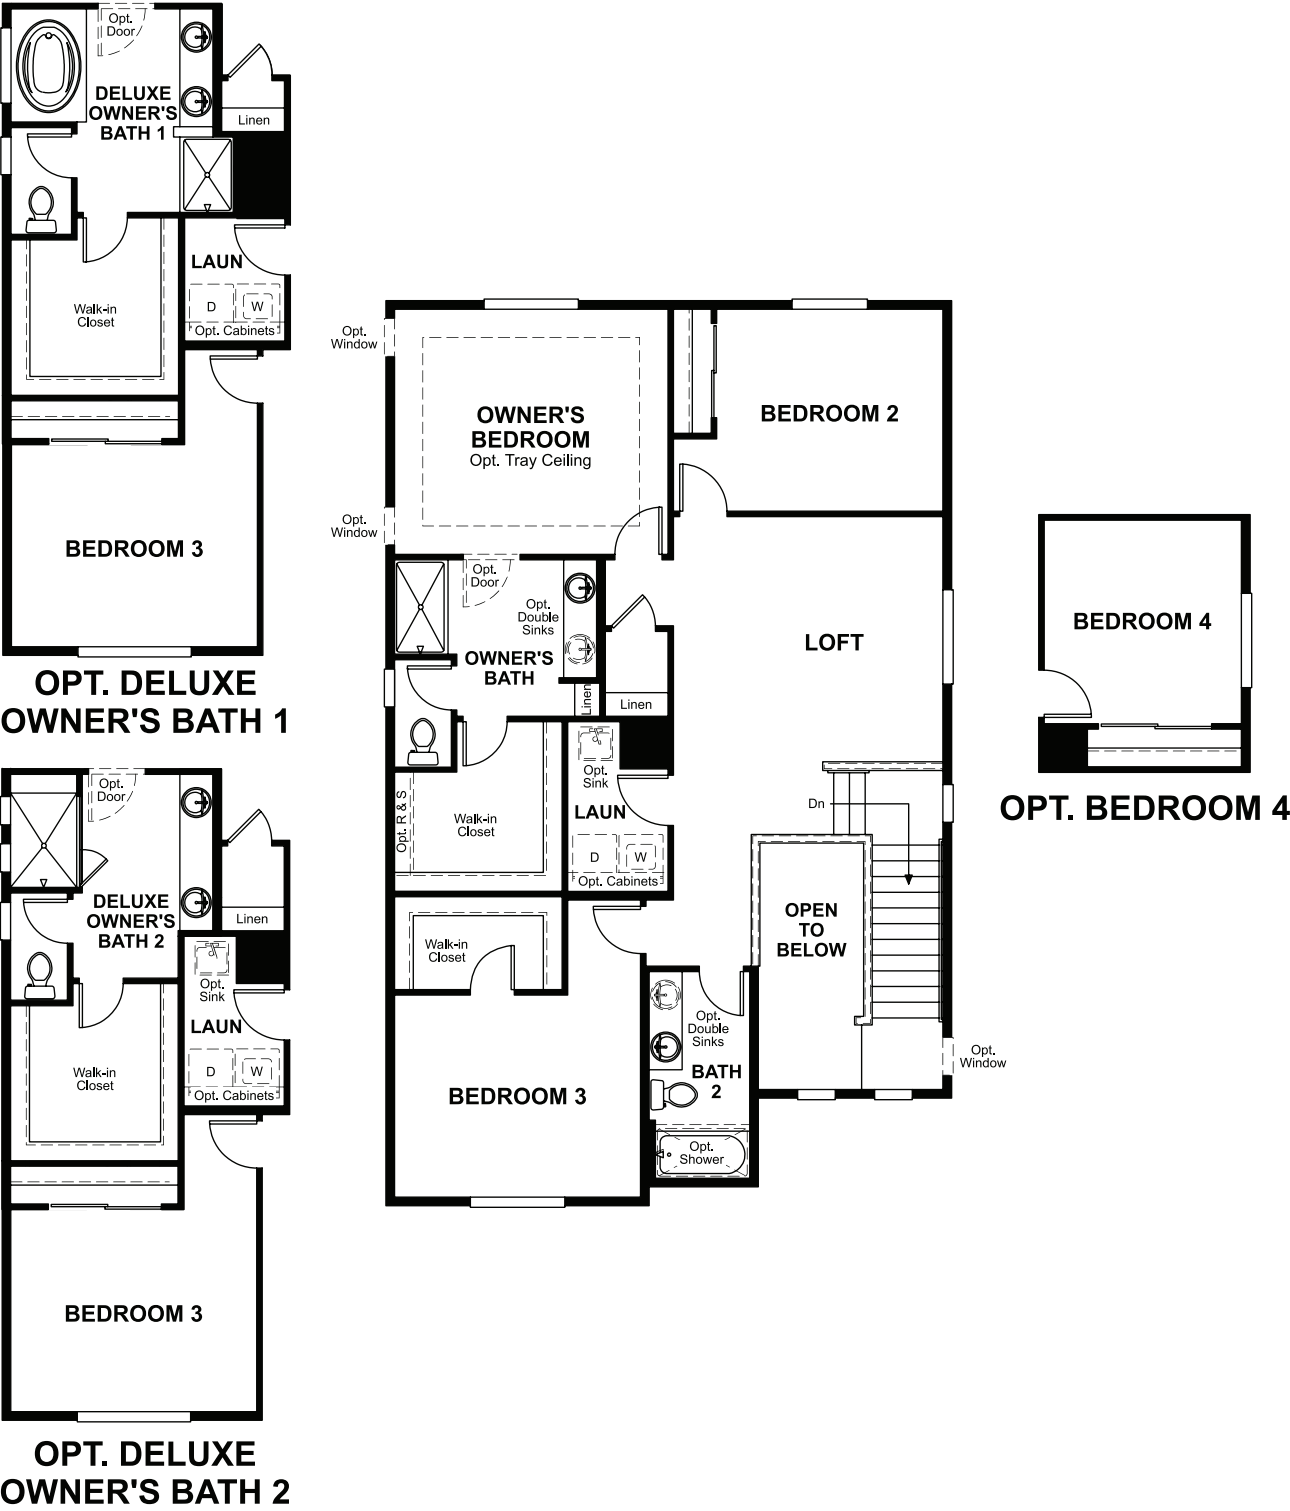 Opt.
Door
DELUXE
OWNER'S
BATH 1
Linen
LAUN
Walk-in
Closet
D
W
Opt. Cabinets
BEDROOM 3
OPT. DELUXE
OWNER'S BATH 1
Opt.
Door
DELUXE
OWNER'S
BATH 2
Linen
Opt.
Sink
LAUN
Walk-in
Closet
D
W
Opt. Cabinets
BEDROOM 3
OPT. DELUXE
OWNER'S BATH 2
Opt.
Window
OWNER'S
BEDROOM
Opt. Tray Ceiling
BEDROOM 2
Opt.
Window
Opt.
Door
Opt.
Double
Sinks
OWNER'S
BATH
Linen
Linen
LOFT
Opt.
Sink
LAUN
Opt. R & S
Walk-in
Closet
D
W
Opt. Cabinets
Dn
OPEN
TO
BELOW
Walk-in
Closet
Opt.
Double
Sinks
BATH
2
Opt.
Window
BEDROOM 3
Opt.
Shower
BEDROOM 4
OPT. BEDROOM 4